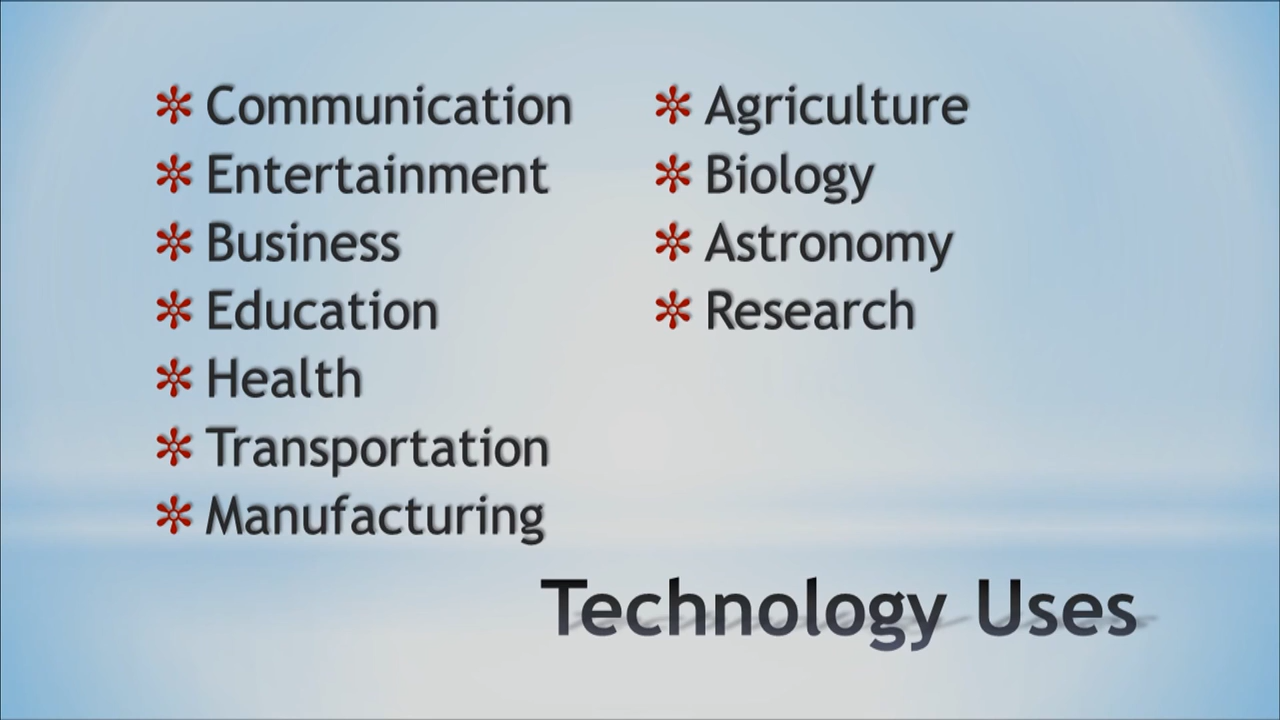 Communication
Entertainment
Business
Education
Health
Transportation
Manufacturing
Agriculture
Biology
Astronomy
Research
Technology Uses